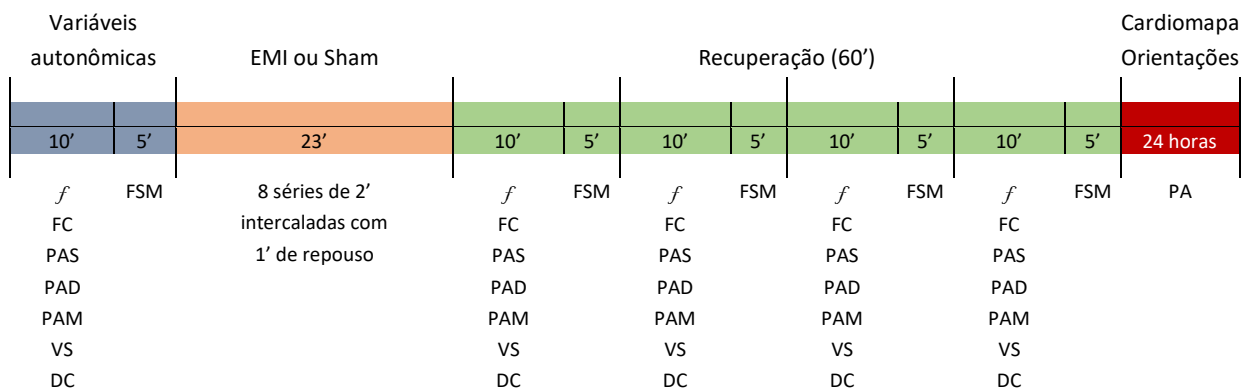 Variáveis autonômicas
EMI ou Sham
Recuperação (60’)
Cardiomapa Orientações
10’ 5’ 23’ 10’ 5’ 10’ 5’ 10’ 5’ 10’ 5’ 24 horas
f FSM 8 séries de 2’ f FSM f FSM f FSM f FSM PA
FC intercaladas com FC FC FC FC
PAS 1’ de repouso PAS PAS PAS PAS
PAD PAD PAD PAD PAD
PAM PAM PAM PAM PAM
VS VS VS VS VS
DC DC DC DC DC